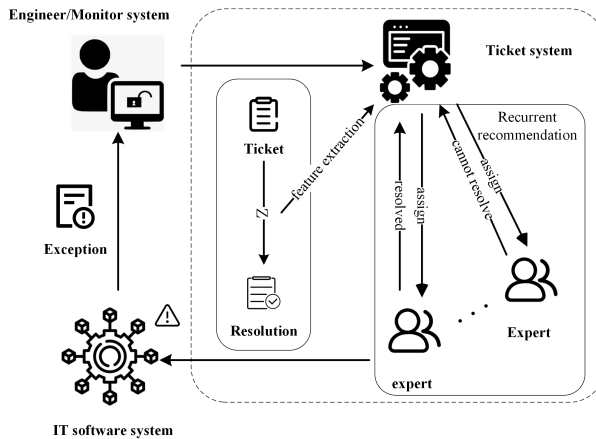 Engineer/Monitor system
Ticket system
Recurrent
recommendation
Ticket
feature extraction
Z
resolved
assign
cannot resolve
assign
Exception
Resolution
Expert
expert
IT software system